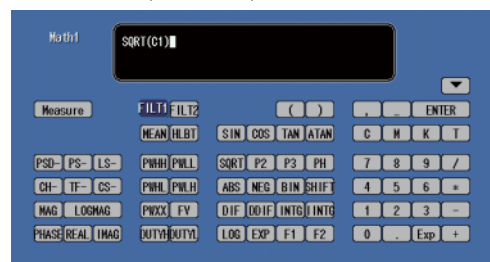 Math1
SQRT(C1)
Measure FILT1 FILT2 ( ) , _ ENTER
MEAN HLBT SIN COS TAN ATAN C M K T
PSD- PS- LS- PWHH PWLL SQRT P2 P3 PH 7 8 9 /
CH- TF- CS- PWHL PWLH ABS NEG BIN SHIFT 4 5 6 *
MAG LOGMAG PWXX FV DIF DDIF INTG IINTG 1 2 3 -
PHASE REAL IMAG DUTYH DUTYL LOG EXP F1 F2 0 . Exp +